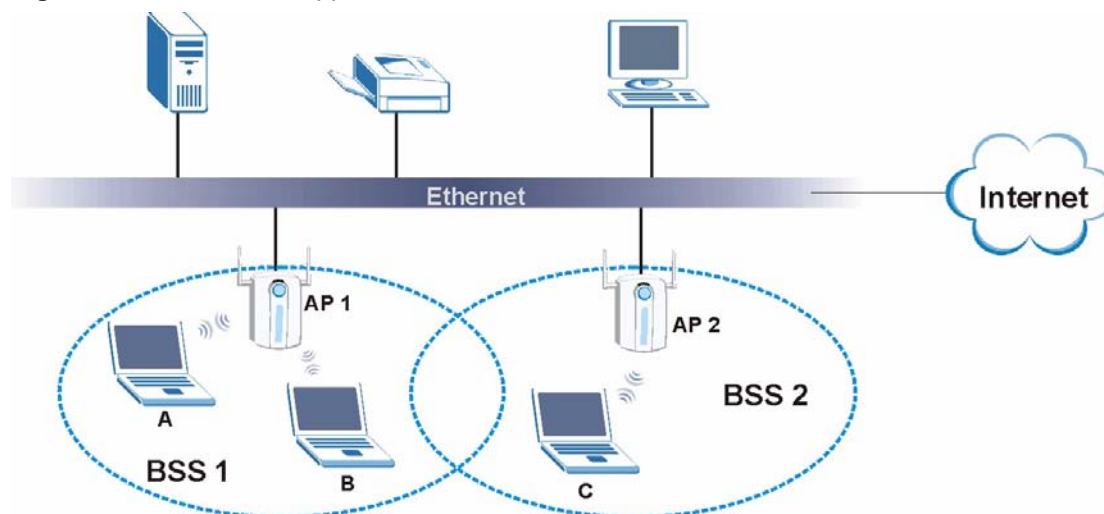 Ethernet
Internet
AP 1
AP 2
A
B
C
BSS 1
BSS 2